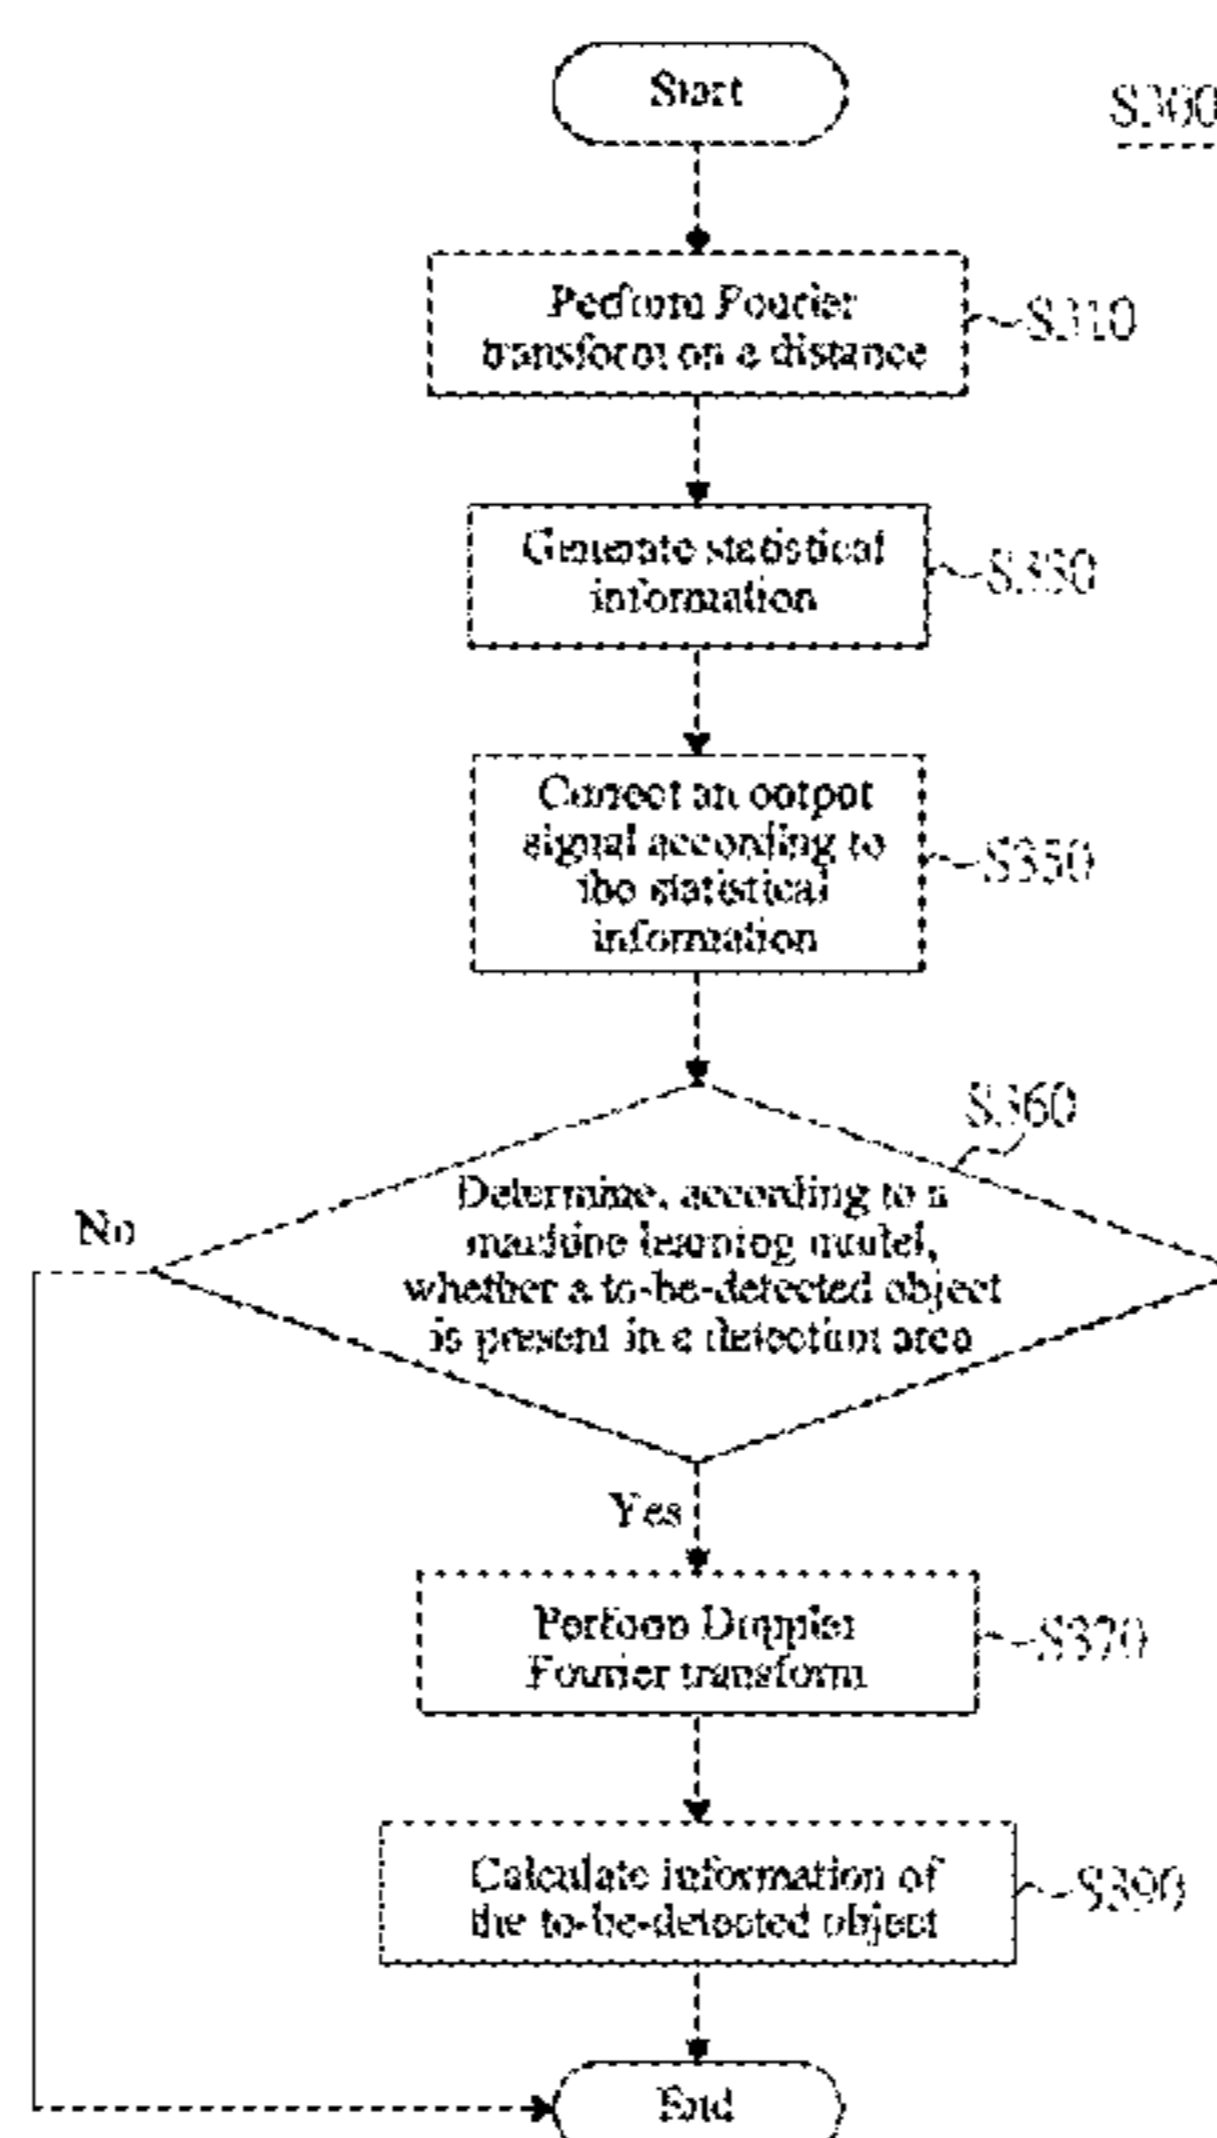 Start
S300
Perform Fourier
transform on a distance
S310
Generate statistical
information
S330
Correct an output
signal according to
the statistical
information
S350
S360
Determine, according to a
machine learning model,
whether a to-be-detected object
is present in a detection area
No
Yes
Perform Doppler
Fourier transform
S370
Calculate information of
the to-be-detected object
S390
End